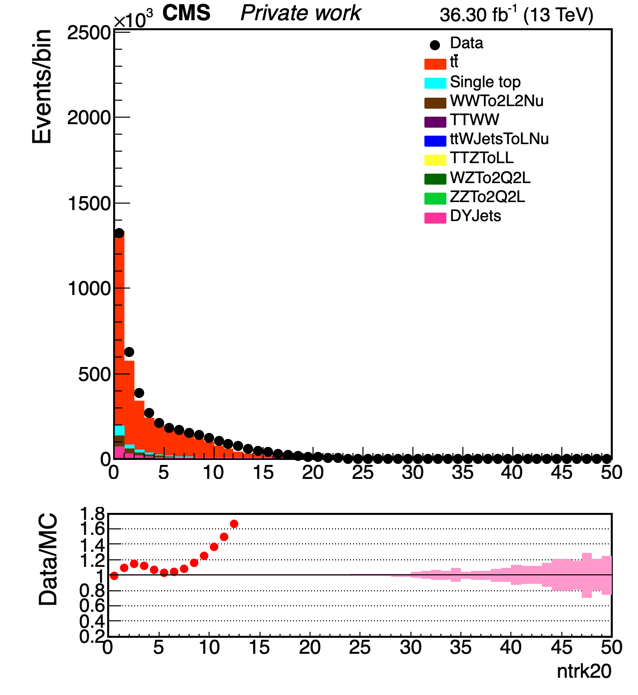 ×10³ CMS Private work 36.30 fb⁻¹ (13 TeV)
Events/bin
2500
2000
1500
1000
500
0
Data
tt̄
Single top
WWTo2L2Nu
TTWW
ttWJetsToLNu
TTZToLL
WZTo2Q2L
ZZTo2Q2L
DYJets
0 5 10 15 20 25 30 35 40 45 50
Data/MC
1.8
1.6
1.4
1.2
1
0.8
0.6
0.4
0.2
0 5 10 15 20 25 30 35 40 45 50
ntrk20